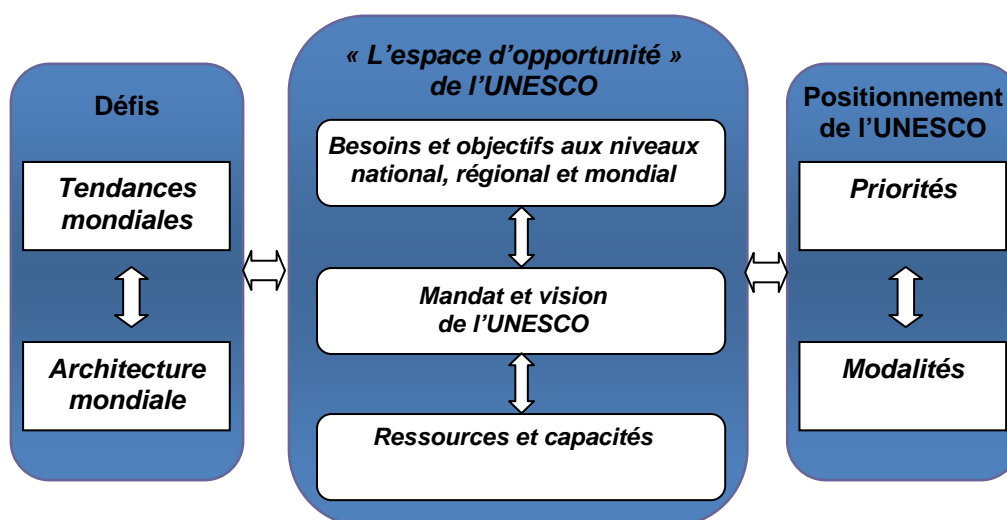 Défis
Tendances
mondiales
Architecture
mondiale
« L’espace d’opportunité »
de l’UNESCO
Besoins et objectifs aux niveaux
national, régional et mondial
Mandat et vision
de l’UNESCO
Ressources et capacités
Positionnement
de l’UNESCO
Priorités
Modalités